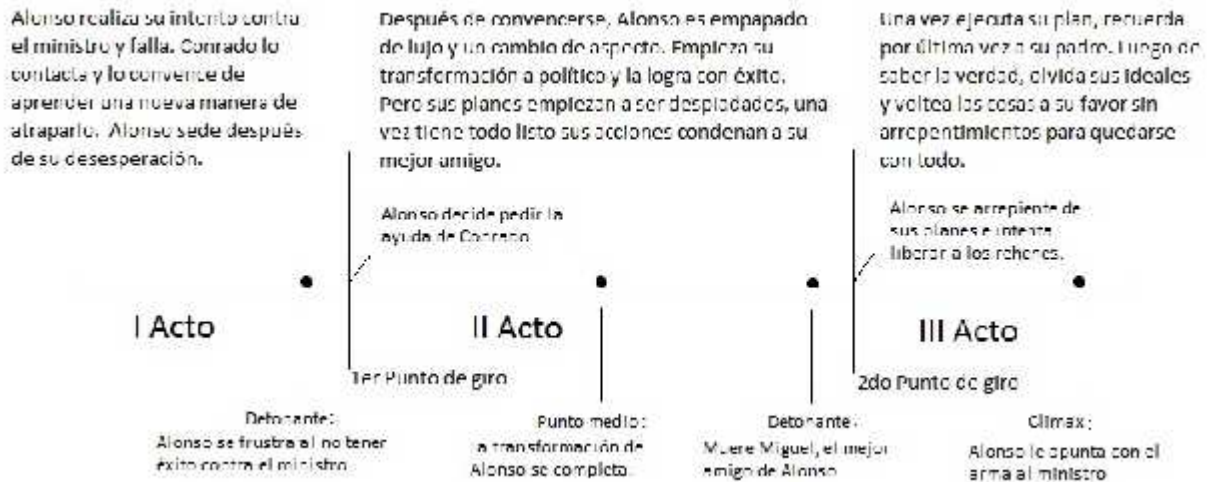 Alonso realiza su intento contra
el ministro y falla. Conrado lo
contacta y lo convence de
aprender una nueva manera de
atraparlo. Alonso sede después
de su desesperación.
Después de convencerse, Alonso es empapado
de lujo y un cambio de aspecto. Empieza su
transformación a político y la logra con éxito.
Pero sus planes empiezan a ser despiadados, una
vez tiene todo listo sus acciones condenan a su
mejor amigo.
Una vez ejecuta su plan, recuerda
por última vez a su padre. Luego de
saber la verdad, olvida sus ideales
y voltea las cosas a su favor sin
arrepentimientos para quedarse
con todo.
Alonso decide pedir la
ayuda de Conrado
Alonso se arrepiente de
sus planes e intenta
liberar a los rehenes.
I Acto
II Acto
III Acto
1er Punto de giro
2do Punto de giro
Detonante:
Alonso se frustra al no tener
éxito contra el ministro
Punto medio:
La transformación de
Alonso se completa.
Detonante:
Muere Miguel, el mejor
amigo de Alonso
Climax:
Alonso le apunta con el
arma al ministro